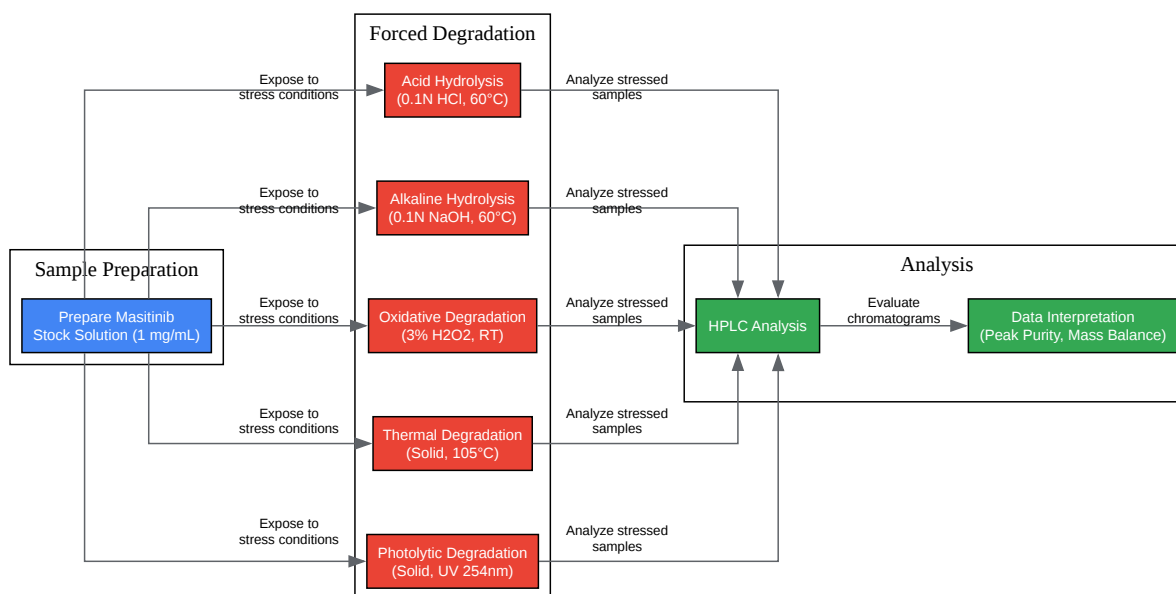 Forced Degradation
Expose to
stress conditions
Acid Hydrolysis
(0.1N HCl, 60°C)
Analyze stressed
samples
Expose to
stress conditions
Alkaline Hydrolysis
(0.1N NaOH, 60°C)
Analyze stressed
samples
Sample Preparation
Prepare Masitinib
Stock Solution (1 mg/mL)
Expose to
stress conditions
Oxidative Degradation
(3% H2O2, RT)
Analyze stressed
samples
Analysis
HPLC Analysis
Evaluate
chromatograms
Data Interpretation
(Peak Purity, Mass Balance)
Expose to
stress conditions
Thermal Degradation
(Solid, 105°C)
Analyze stressed
samples
Expose to
stress conditions
Photolytic Degradation
(Solid, UV 254nm)
Analyze stressed
samples